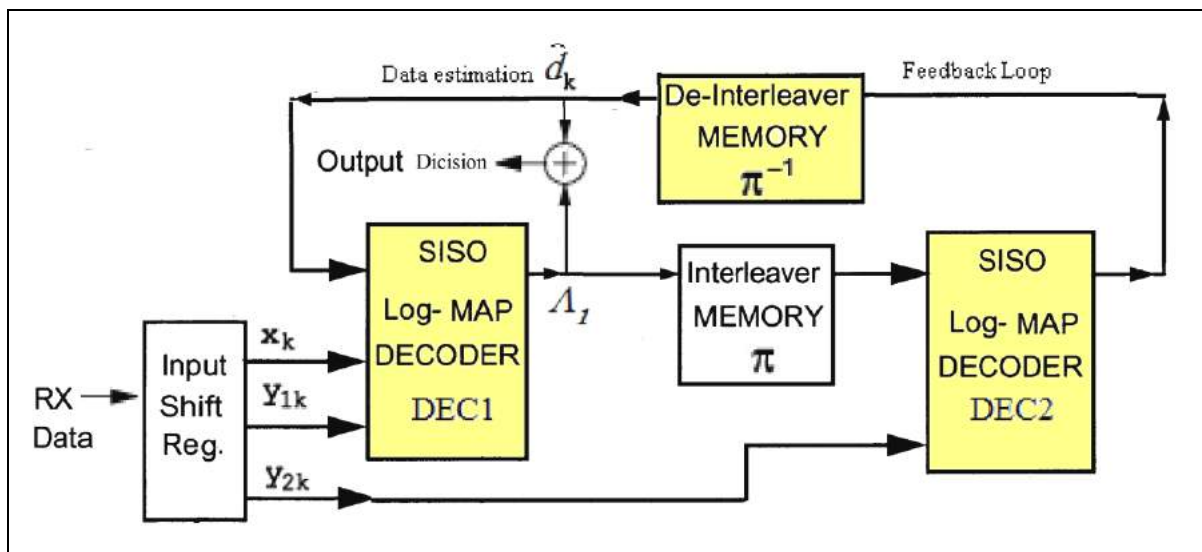 Data estimation d̂k
Feedback Loop
De-Interleaver
MEMORY
π⁻¹
Output Dicision
+
SISO
Log- MAP
DECODER
DEC1
Λ1
Interleaver
MEMORY
π
SISO
Log- MAP
DECODER
DEC2
RX
Data
Input
Shift
Reg.
xk
y1k
y2k